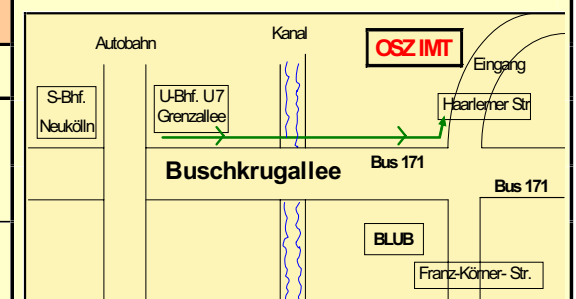 Autobahn
Kanal
OSZ IMT
Eingang
S-Bhf.
Neukölln
U-Bhf. U7
Grenzallee
Haarlemer Str
Buschkrugallee
Bus 171
Bus 171
BLUB
Franz-Körner- Str.